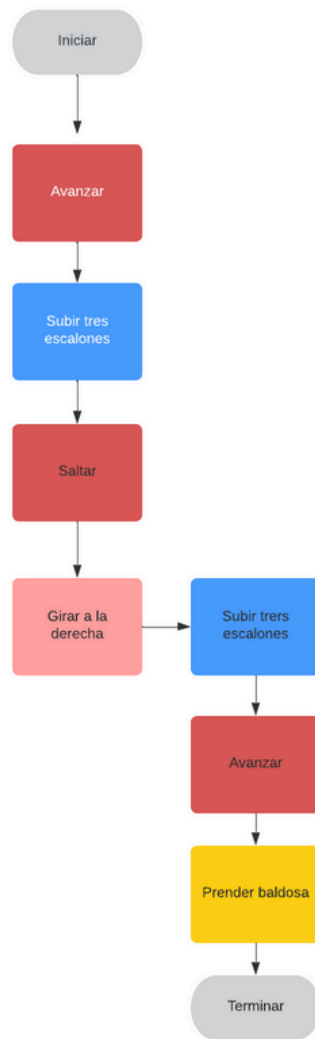 Iniciar
Avanzar
Subir tres
escalones
Saltar
Girar a la
derecha
Subir trers
escalones
Avanzar
Prender baldosa
Terminar